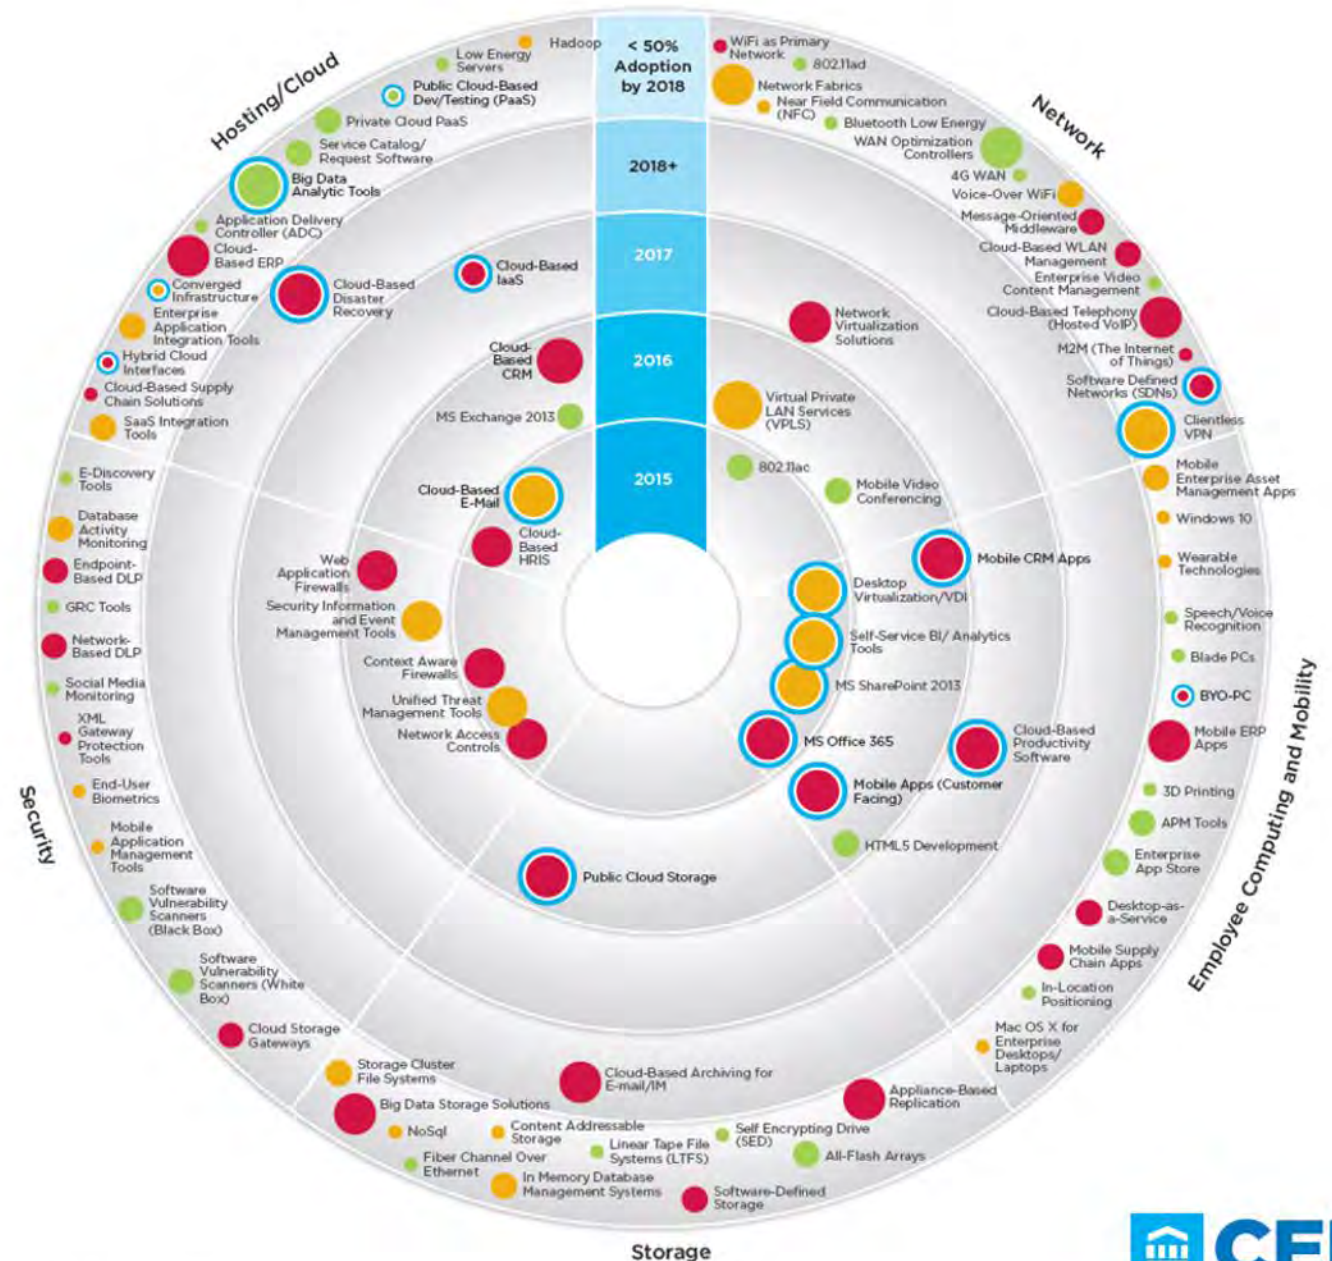 Hosting/Cloud
Hadoop
Low Energy
Servers
Public Cloud-Based
Dev/Testing (PaaS)
Private Cloud PaaS
Service Catalog/
Request Software
Big Data
Analytic Tools
Application Delivery
Controller (ADC)
Cloud-
Based ERP
Converged
Infrastructure
Enterprise
Application
Integration Tools
Hybrid Cloud
Interfaces
Cloud-Based Supply
Chain Solutions
SaaS Integration
Tools
Cloud-Based
Disaster
Recovery
Cloud-Based
IaaS
Cloud-
Based
CRM
MS Exchange 2013
Cloud-Based
E-Mail
Cloud-
Based
HRIS
< 50%
Adoption
by 2018
2018+
2017
2016
2015
Network
WiFi as Primary
Network
802.11ad
Network Fabrics
Near Field Communication
(NFC)
Bluetooth Low Energy
WAN Optimization
Controllers
4G WAN
Voice-Over WiFi
Message-Oriented
Middleware
Cloud-Based WLAN
Management
Enterprise Video
Content Management
Cloud-Based Telephony
(Hosted VoIP)
M2M (The Internet
of Things)
Software Defined
Networks (SDNs)
Clientless
VPN
Network
Virtualization
Solutions
Virtual Private
LAN Services
(VPLS)
802.11ac
Mobile Video
Conferencing
Employee Computing and Mobility
Mobile
Enterprise Asset
Management Apps
Windows 10
Wearable
Technologies
Speech/Voice
Recognition
Blade PCs
BYO-PC
Mobile ERP
Apps
3D Printing
APM Tools
Enterprise
App Store
Desktop-as-
a-Service
Mobile Supply
Chain Apps
In-Location
Positioning
Mac OS X for
Enterprise
Desktops/
Laptops
Mobile CRM Apps
Desktop
Virtualization/VDI
Self-Service BI/ Analytics
Tools
MS SharePoint 2013
MS Office 365
Cloud-Based
Productivity
Software
Mobile Apps (Customer
Facing)
HTML5 Development
Security
E-Discovery
Tools
Database
Activity
Monitoring
Endpoint-
Based DLP
GRC Tools
Network-
Based DLP
Social Media
Monitoring
XML
Gateway
Protection
Tools
End-User
Biometrics
Mobile
Application
Management
Tools
Software
Vulnerability
Scanners
(Black Box)
Software
Vulnerability
Scanners (White
Box)
Cloud Storage
Gateways
Web
Application
Firewalls
Security Information
and Event
Management Tools
Context Aware
Firewalls
Unified Threat
Management Tools
Network Access
Controls
Public Cloud Storage
Storage Cluster
File Systems
Big Data Storage Solutions
NoSql
Fiber Channel Over
Ethernet
Content Addressable
Storage
In Memory Database
Management Systems
Cloud-Based Archiving for
E-mail/IM
Linear Tape File
Systems (LTFS)
Self Encrypting Drive
(SED)
Software-Defined
Storage
All-Flash Arrays
Appliance-Based
Replication
Storage